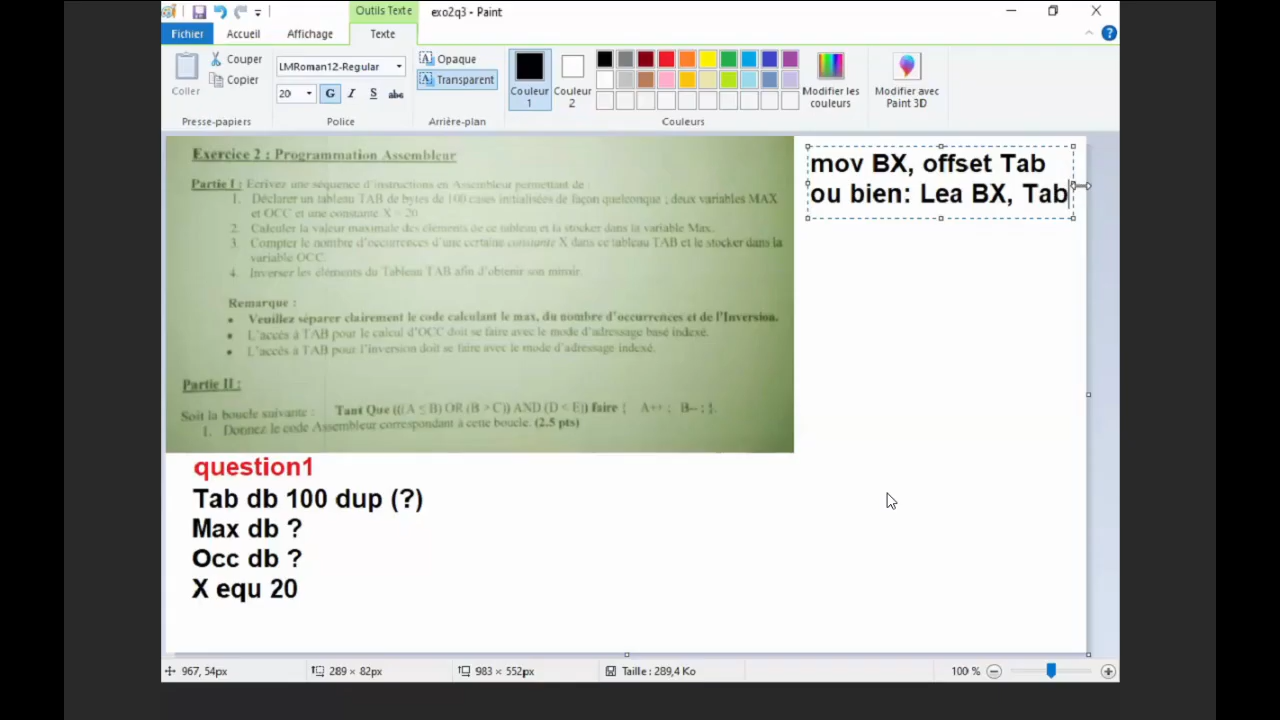 Outils Texte
exo2q3 - Paint
Fichier
Accueil
Affichage
Texte
Coller
Couper
Copier
Presse-papiers
LMRoman12-Regular
20
G
I
S
abc
Police
Opaque
Transparent
Arrière-plan
Couleur 1
Couleur 2
Couleurs
Modifier les couleurs
Modifier avec Paint 3D
Exercice 2 : Programmation Assembleur
Partie I : Ecrivez une séquence d'instructions en Assembleur permettant de :
1. Déclarer un tableau TAB de bytes de 100 cases initialisées de façon quelconque ; deux variables MAX
et OCC et une constante X = 20
2. Calculer la valeur maximale des éléments de ce tableau et la stocker dans la variable Max.
3. Compter le nombre d'occurrences d'une certaine constante X dans ce tableau TAB et le stocker dans la
variable OCC.
4. Inverser les éléments du Tableau TAB afin d'obtenir son miroir.
Remarque :
• Veuillez séparer clairement le code calculant le max, du nombre d'occurrences et de l'Inversion.
• L'accès à TAB pour le calcul d'OCC doit se faire avec le mode d'adressage basé indexé.
• L'accès à TAB pour l'inversion doit se faire avec le mode d'adressage indexé.
Partie II :
Soit la boucle suivante : Tant Que (((A ≤ B) OR (B > C)) AND (D < E)) faire { A++ ; B-- ; }.
1. Donnez le code Assembleur correspondant à cette boucle. (2.5 pts)
mov BX, offset Tab
ou bien: Lea BX, Tab
question1
Tab db 100 dup (?)
Max db ?
Occ db ?
X equ 20
967, 54px
289 × 82px
983 × 552px
Taille : 289,4 Ko
100 %